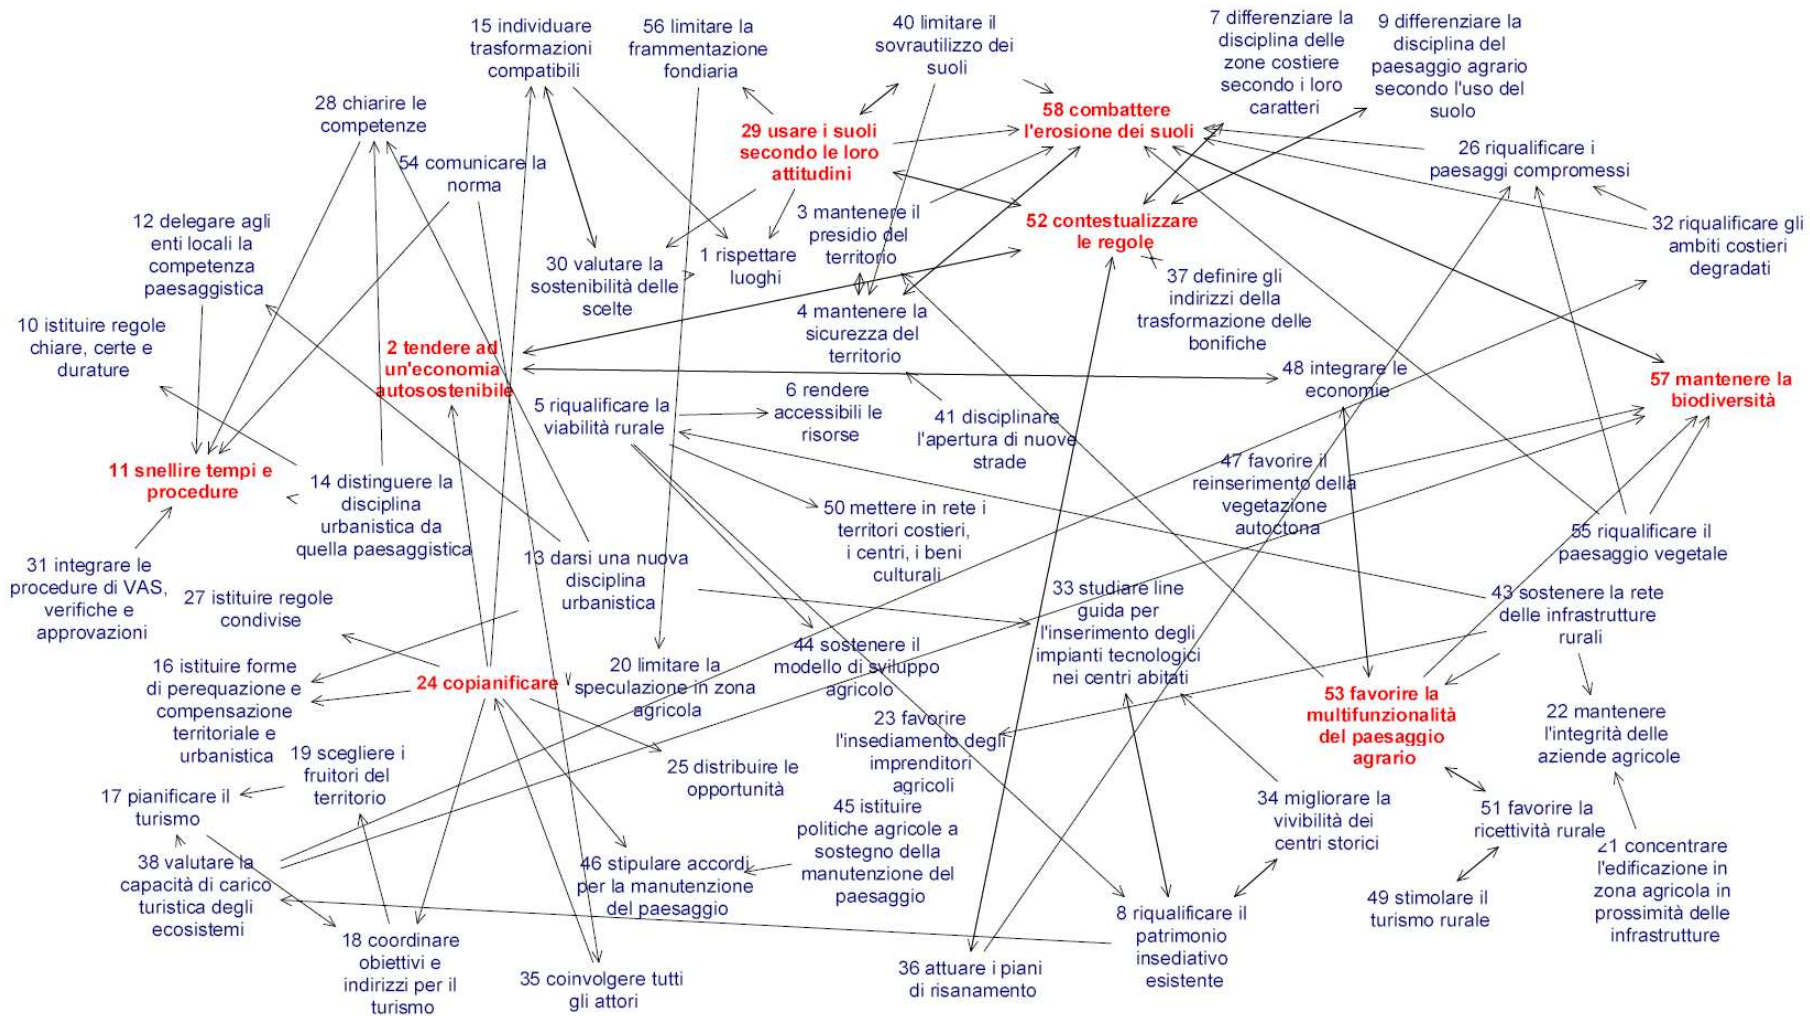 15 individuare
trasformazioni
compatibili
56 limitare la
frammentazione
fondiaria
40 limitare il
sovrautilizzo dei
suoli
7 differenziare la
disciplina delle
zone costiere
secondo i loro
caratteri
9 differenziare la
disciplina del
paesaggio agrario
secondo l'uso del
suolo
28 chiarire le
competenze
58 combattere
l'erosione dei suoli
29 usare i suoli
secondo le loro
attitudini
54 comunicare la
norma
26 riqualificare i
paesaggi compromessi
12 delegare agli
enti locali la
competenza
paesaggistica
3 mantenere il
presidio del
territorio
52 contestualizzare
le regole
32 riqualificare gli
ambiti costieri
degradati
30 valutare la
sostenibilità delle
scelte
1 rispettare
luoghi
37 definire gli
indirizzi della
trasformazione delle
bonifiche
10 istituire regole
chiare, certe e
durature
4 mantenere la
sicurezza del
territorio
2 tendere ad
un'economia
autosostenibile
48 integrare le
economie
57 mantenere la
biodiversità
5 riqualificare la
viabilità rurale
6 rendere
accessibili le
risorse
41 disciplinare
l'apertura di nuove
strade
11 snellire tempi e
procedure
14 distinguere la
disciplina
urbanistica da
quella paesaggistica
47 favorire il
reinserimento della
vegetazione
autoctona
50 mettere in rete i
territori costieri,
i centri, i beni
culturali
55 riqualificare il
paesaggio vegetale
31 integrare le
procedure di VAS,
verifiche e
approvazioni
13 darsi una nuova
disciplina
urbanistica
27 istituire regole
condivise
33 studiare line
guida per
l'inserimento degli
impianti tecnologici
nei centri abitati
43 sostenere la rete
delle infrastrutture
rurali
16 istituire forme
di perequazione e
compensazione
territoriale e
urbanistica
24 copianificare
20 limitare la
speculazione in zona
agricola
44 sostenere il
modello di sviluppo
agricolo
53 favorire la
multifunzionalità
del paesaggio
agrario
22 mantenere
l'integrità delle
aziende agricole
23 favorire
l'insediamento degli
imprenditori
agricoli
19 scegliere i
fruitori del
territorio
25 distribuire le
opportunità
17 pianificare il
turismo
34 migliorare la
vivibilità dei
centri storici
51 favorire la
ricettività rurale
45 istituire
politiche agricole a
sostegno della
manutenzione del
paesaggio
21 concentrare
l'edificazione in
zona agricola in
prossimità delle
infrastrutture
38 valutare la
capacità di carico
turistica degli
ecosistemi
46 stipulare accordi
per la manutenzione
del paesaggio
49 stimolare il
turismo rurale
8 riqualificare il
patrimonio
insediativo
esistente
18 coordinare
obiettivi e
indirizzi per il
turismo
35 coinvolgere tutti
gli attori
36 attuare i piani
di risanamento